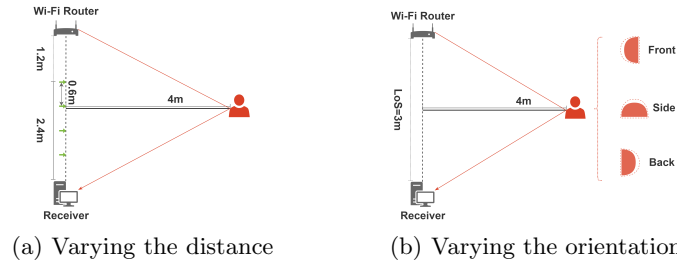 Wi-Fi Router
1.2m
0.6m
4m
2.4m
Receiver
(a) Varying the distance
Wi-Fi Router
LoS=3m
4m
Front
Side
Back
Receiver
(b) Varying the orientation